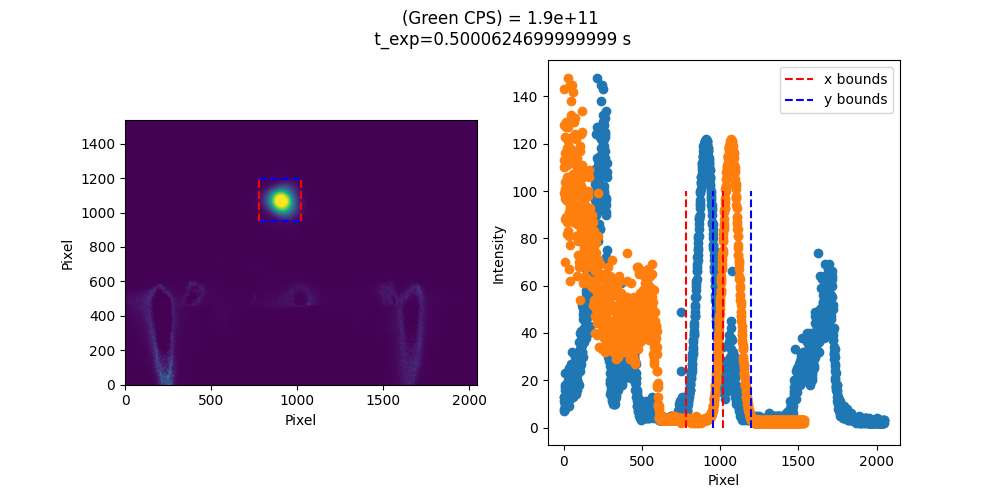 (Green CPS) = 1.9e+11
t_exp=0.5000624699999999 s
1400
1200
1000
800
600
400
200
0
Pixel
0 500 1000 1500 2000
Pixel
140
120
100
80
60
40
20
0
Intensity
x bounds
y bounds
0 500 1000 1500 2000
Pixel